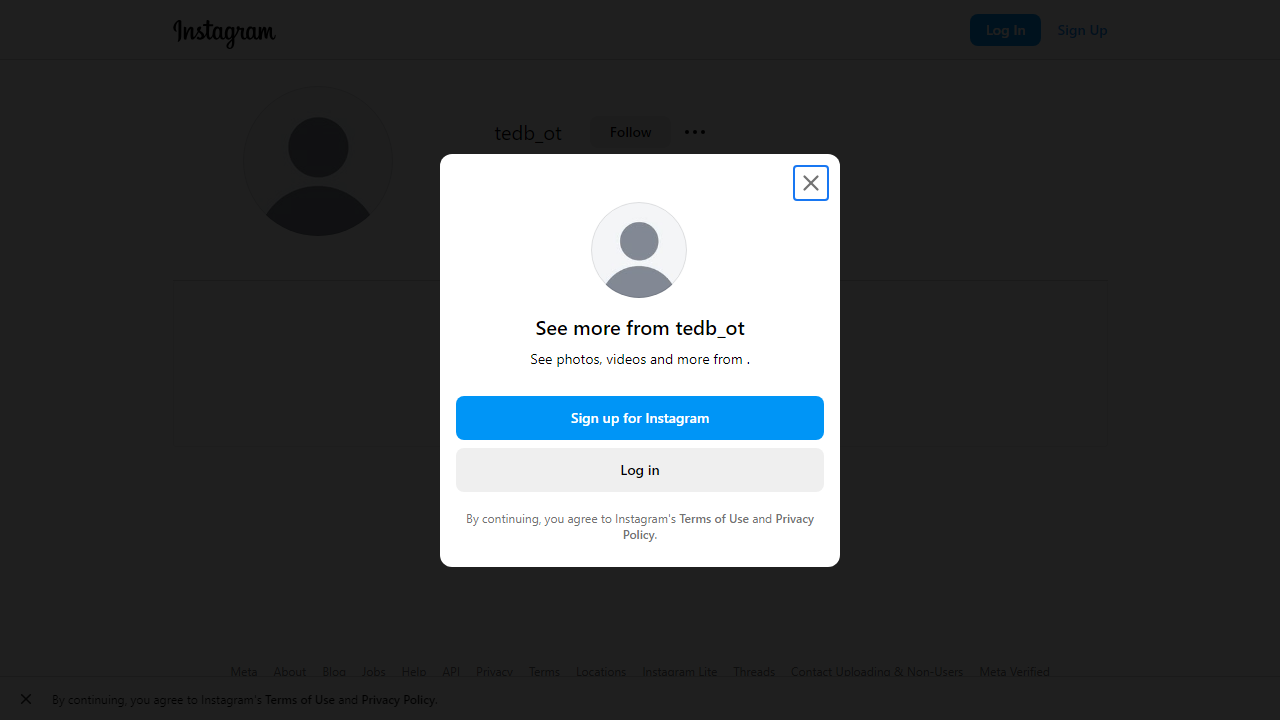 Instagram
Log In
Sign Up
tedb_ot
Follow
See more from tedb_ot
See photos, videos and more from .
Sign up for Instagram
Log in
By continuing, you agree to Instagram's Terms of Use and Privacy
Policy.
Meta About Blog Jobs Help API Privacy Terms Locations Instagram Lite Threads Contact Uploading & Non-Users Meta Verified
By continuing, you agree to Instagram's Terms of Use and Privacy Policy.